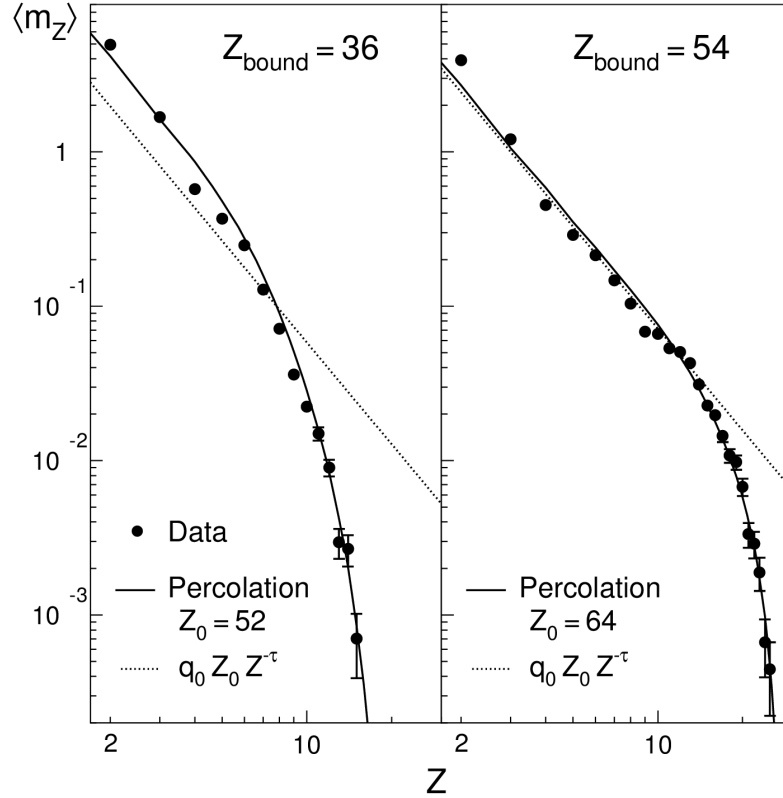 ⟨m_Z⟩
Z_bound = 36
Z_bound = 54
1
10^-1
10^-2
10^-3
Data
Percolation
Z_0 = 52
q_0 Z_0 Z^-τ
Percolation
Z_0 = 64
q_0 Z_0 Z^-τ
2
10
2
10
Z